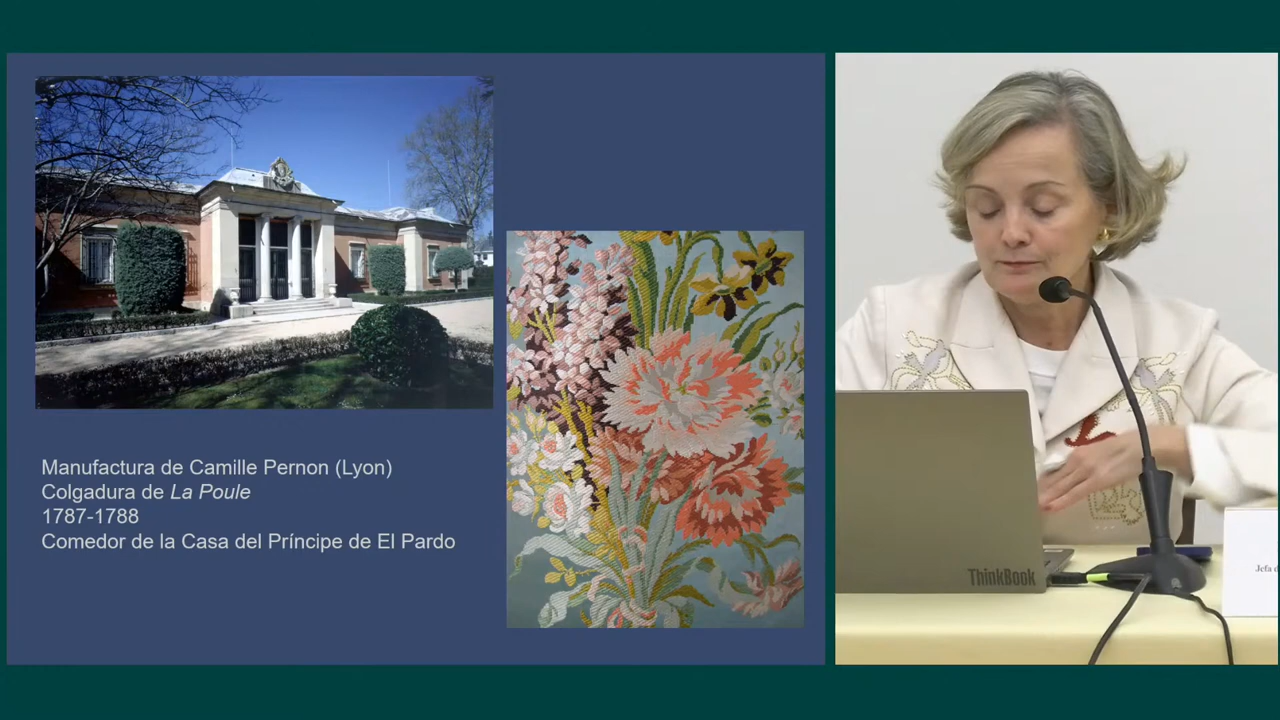 Manufactura de Camille Pernon (Lyon)
Colgadura de La Poule
1787-1788
Comedor de la Casa del Príncipe de El Pardo
ThinkBook
Jefa